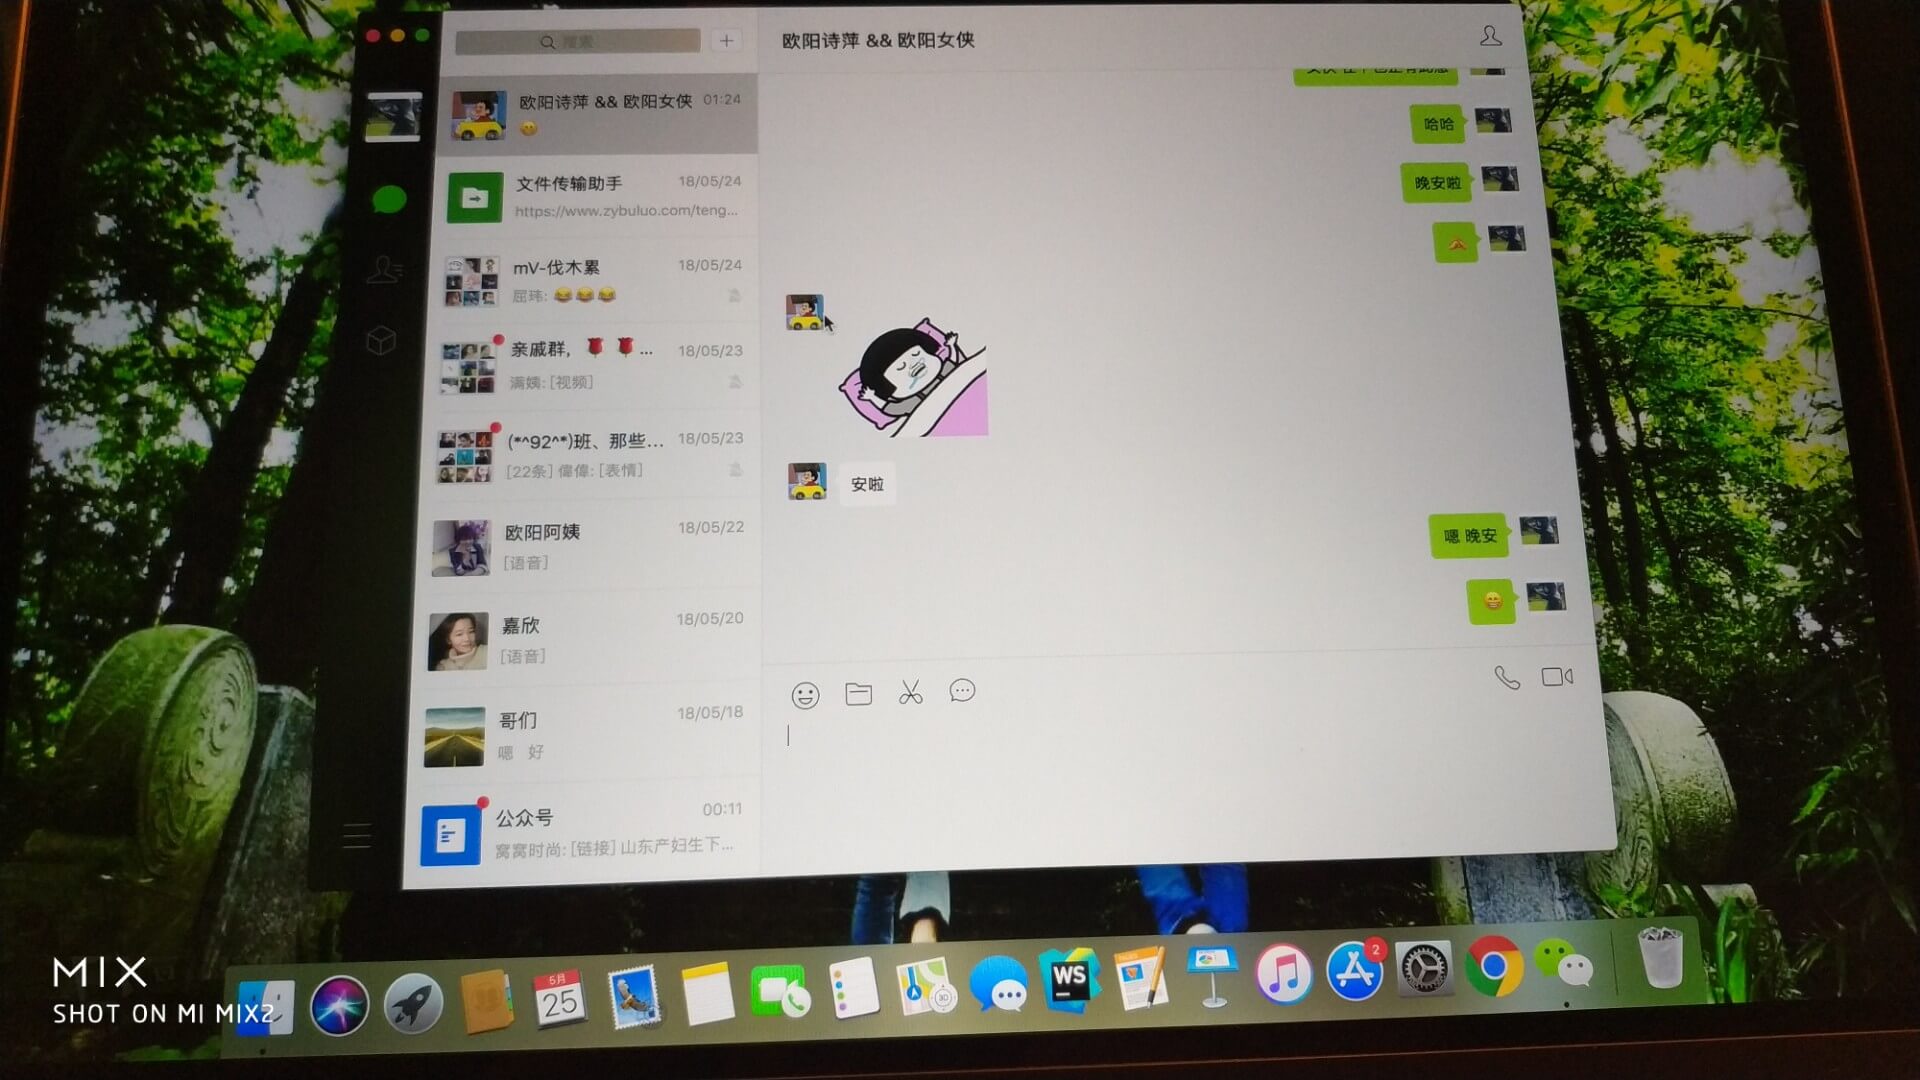 搜索
欧阳诗萍 && 欧阳女侠 01:24
文件传输助手 18/05/24
https://www.zybuluo.com/teng...
mV-伐木累 18/05/24
屈玮: 😂😂😂
亲戚群，🌹🌹... 18/05/23
满姨: [视频]
(*^92^*)班、那些... 18/05/23
[22条] 偉偉: [表情]
欧阳阿姨 18/05/22
[语音]
嘉欣 18/05/20
[语音]
哥们 18/05/18
嗯 好
公众号 00:11
窝窝时尚: [链接] 山东产妇生下...
欧阳诗萍 && 欧阳女侠
哈哈
晚安啦
安啦
嗯 晚安
MIX
SHOT ON MI MIX2
5月
25
3D
WS
PAGES
2